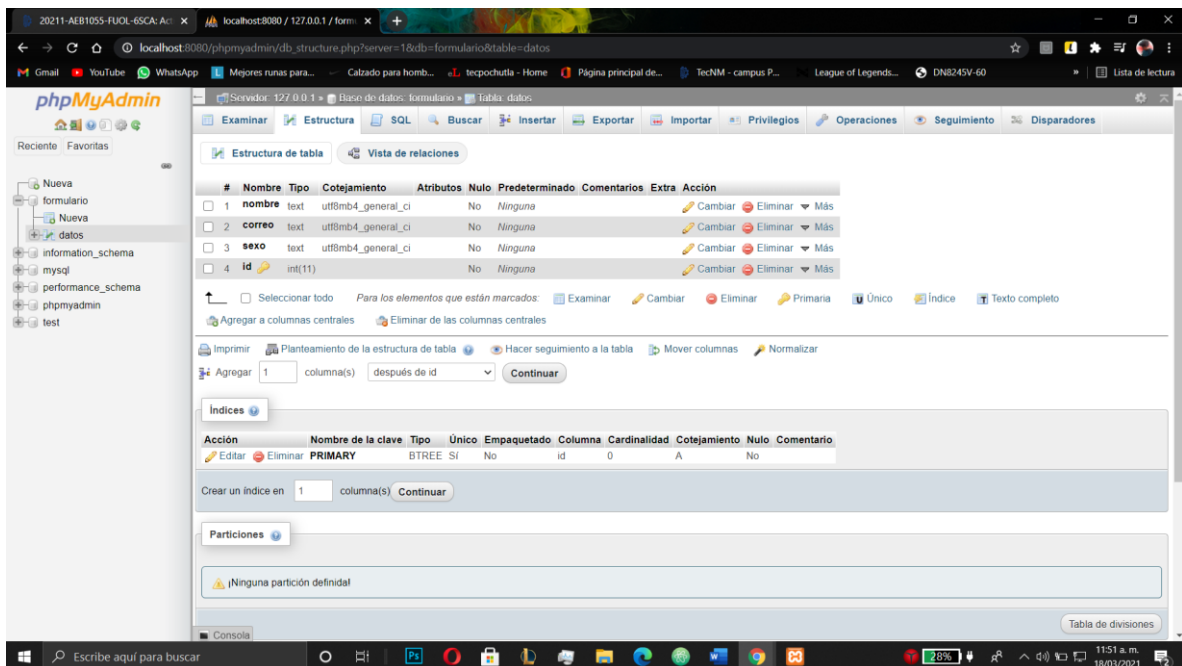 20211-AEB1055-FUOL-6SCA: Act
localhost:8080 / 127.0.0.1 / formu
localhost:8080/phpmyadmin/db_structure.php?server=1&db=formulario&table=datos
Gmail YouTube WhatsApp Mejores runas para... Calzado para homb... tecpochutla - Home Página principal de... TecNM - campus P... League of Legends... DN8245V-60 » Lista de lectura
phpMyAdmin
Reciente Favoritas
Nueva
formulario
Nueva
datos
information_schema
mysql
performance_schema
phpmyadmin
test
Servidor: 127.0.0.1 » Base de datos: formulario » Tabla: datos
Examinar Estructura SQL Buscar Insertar Exportar Importar Privilegios Operaciones Seguimiento Disparadores
Estructura de tabla Vista de relaciones
# Nombre Tipo Cotejamiento Atributos Nulo Predeterminado Comentarios Extra Acción
1 nombre text utf8mb4_general_ci No Ninguna Cambiar Eliminar Más
2 correo text utf8mb4_general_ci No Ninguna Cambiar Eliminar Más
3 sexo text utf8mb4_general_ci No Ninguna Cambiar Eliminar Más
4 id int(11) No Ninguna Cambiar Eliminar Más
Seleccionar todo Para los elementos que están marcados: Examinar Cambiar Eliminar Primaria Único Índice Texto completo
Agregar a columnas centrales Eliminar de las columnas centrales
Imprimir Planteamiento de la estructura de tabla Hacer seguimiento a la tabla Mover columnas Normalizar
Agregar 1 columna(s) después de id Continuar
Índices
Acción Nombre de la clave Tipo Único Empaquetado Columna Cardinalidad Cotejamiento Nulo Comentario
Editar Eliminar PRIMARY BTREE Sí No id 0 A No
Crear un índice en 1 columna(s) Continuar
Particiones
¡Ninguna partición definida!
Tabla de divisiones
Consola
Escribe aquí para buscar
28%
11:51 a. m.
18/03/2021